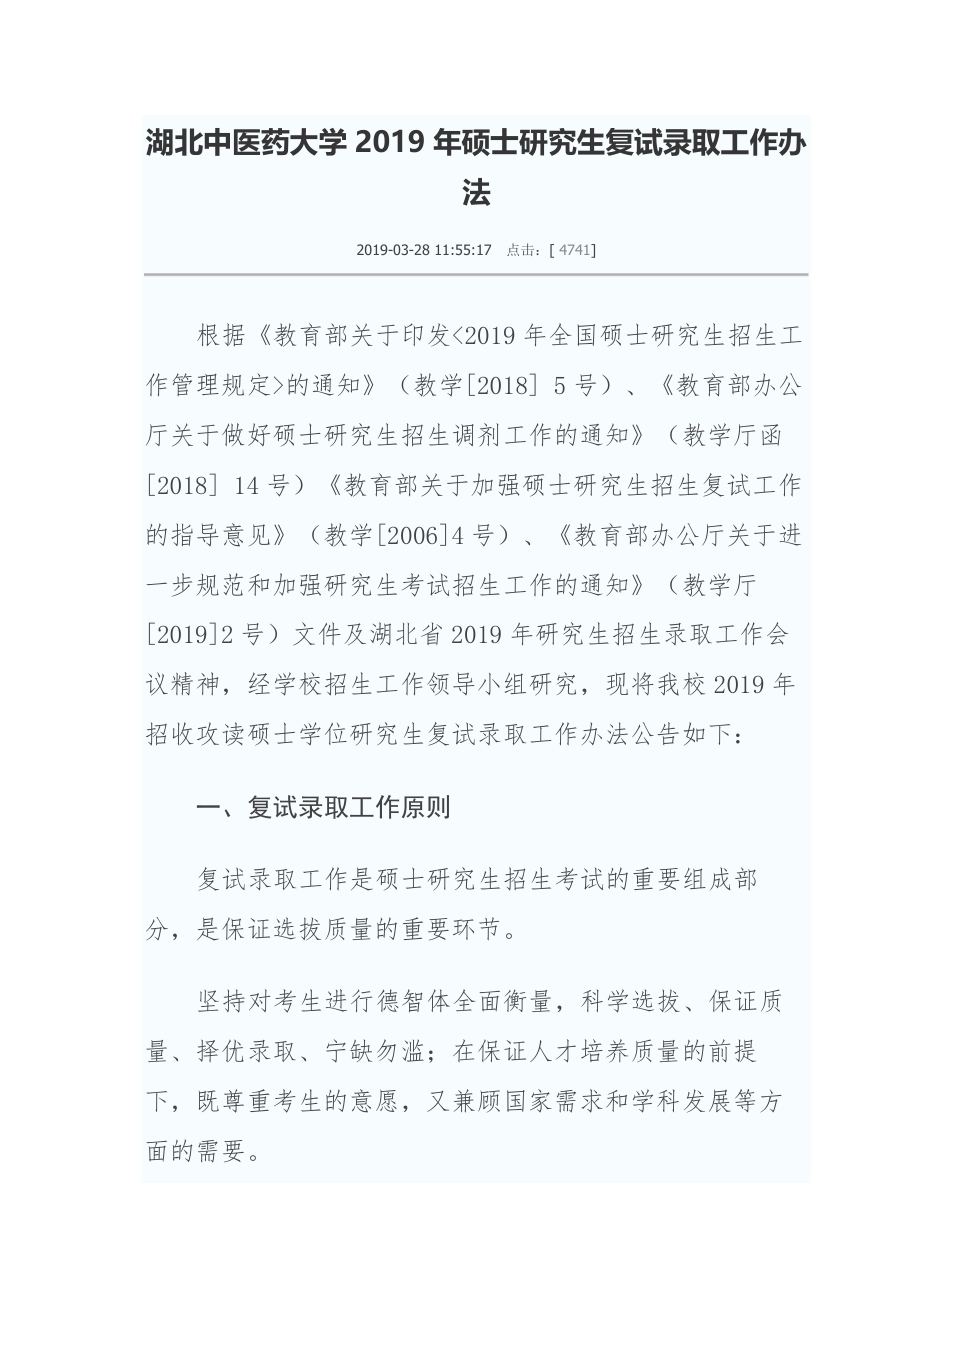 湖北中医药大学 2019 年硕士研究生复试录取工作办
法
2019-03-28 11:55:17 点击：[ 4741]
根据《教育部关于印发<2019 年全国硕士研究生招生工
作管理规定>的通知》（教学[2018] 5 号）、《教育部办公
厅关于做好硕士研究生招生调剂工作的通知》（教学厅函
[2018] 14 号）《教育部关于加强硕士研究生招生复试工作
的指导意见》（教学[2006]4 号）、《教育部办公厅关于进
一步规范和加强研究生考试招生工作的通知》（教学厅
[2019]2 号）文件及湖北省 2019 年研究生招生录取工作会
议精神，经学校招生工作领导小组研究，现将我校 2019 年
招收攻读硕士学位研究生复试录取工作办法公告如下：
一、复试录取工作原则
复试录取工作是硕士研究生招生考试的重要组成部
分，是保证选拔质量的重要环节。
坚持对考生进行德智体全面衡量，科学选拔、保证质
量、择优录取、宁缺勿滥；在保证人才培养质量的前提
下，既尊重考生的意愿，又兼顾国家需求和学科发展等方
面的需要。